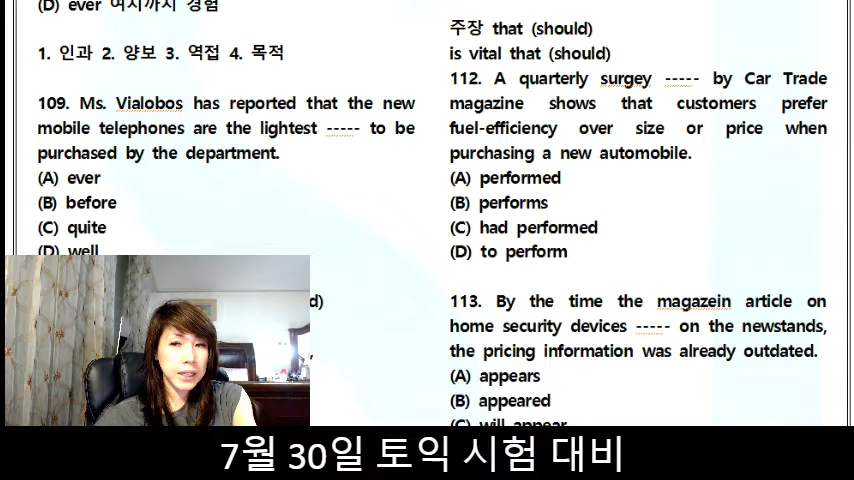 (D) ever 여지까지 경험
1. 인과 2. 양보 3. 역접 4. 목적
109. Ms. Vialobos has reported that the new
mobile telephones are the lightest ----- to be
purchased by the department.
(A) ever
(B) before
(C) quite
(D) well
d)
주장 that (should)
is vital that (should)
112. A quarterly surgey ----- by Car Trade
magazine shows that customers prefer
fuel-efficiency over size or price when
purchasing a new automobile.
(A) performed
(B) performs
(C) had performed
(D) to perform
113. By the time the magazein article on
home security devices ----- on the newstands,
the pricing information was already outdated.
(A) appears
(B) appeared
(C) will appear
7월 30일 토익 시험 대비